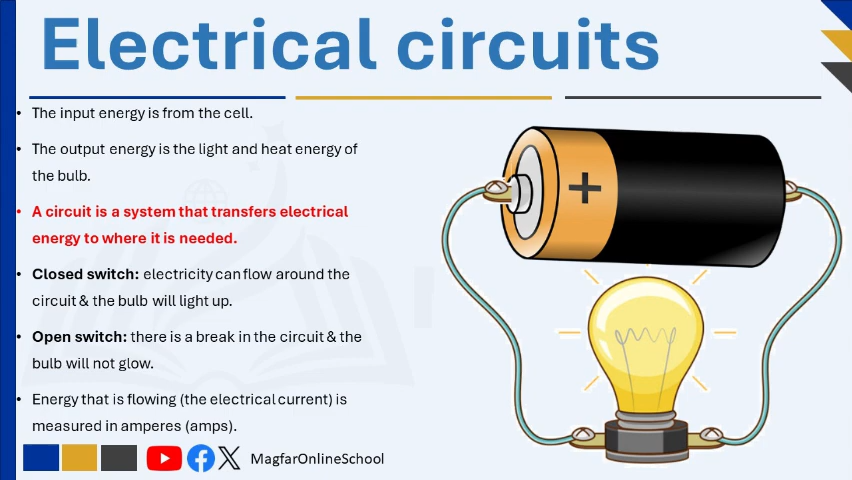 Electrical circuits
• The input energy is from the cell.
• The output energy is the light and heat energy of
the bulb.
• A circuit is a system that transfers electrical
energy to where it is needed.
• Closed switch: electricity can flow around the
circuit & the bulb will light up.
• Open switch: there is a break in the circuit & the
bulb will not glow.
• Energy that is flowing (the electrical current) is
measured in amperes (amps).
MagfarOnlineSchool
+